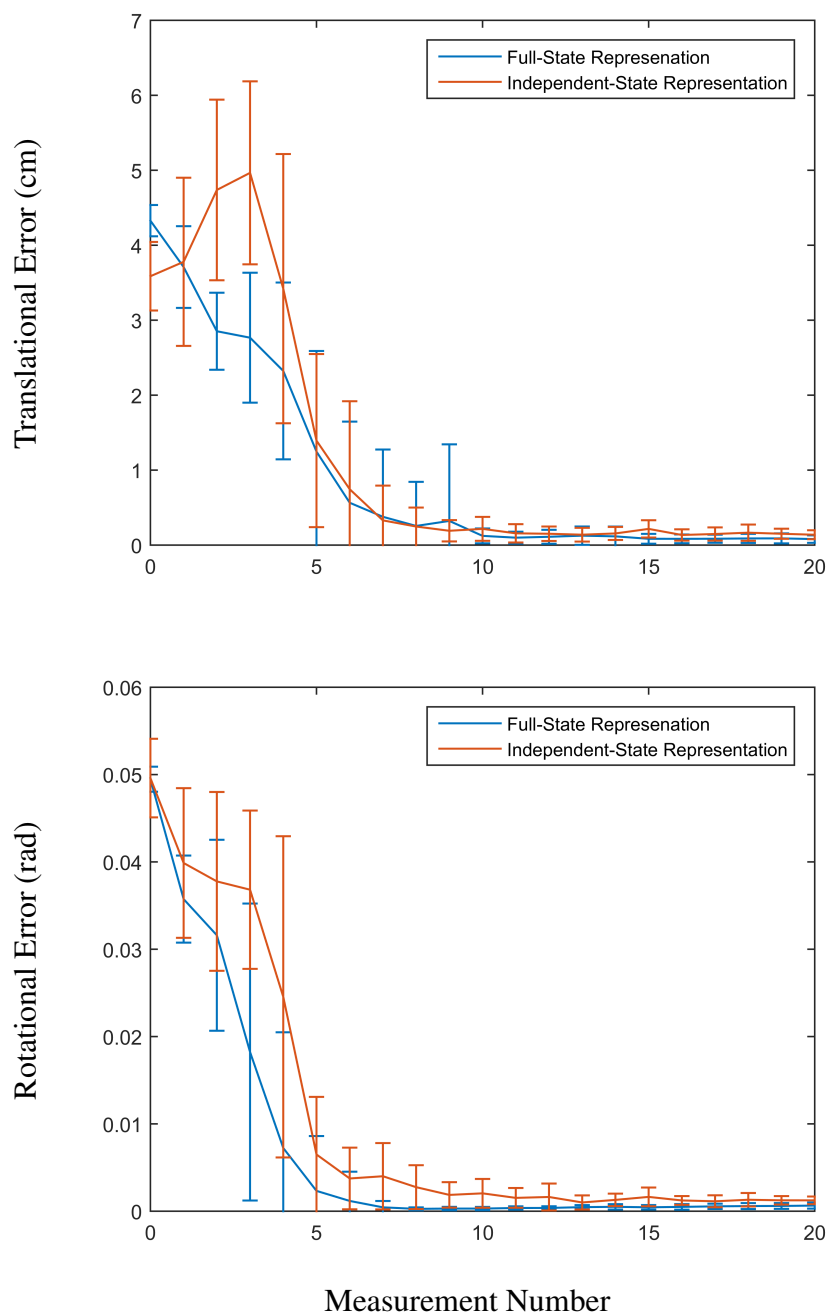 7
6
5
4
3
2
1
0
Translational Error (cm)
Full-State Represenation
Independent-State Representation
0 5 10 15 20
0.06
0.05
0.04
0.03
0.02
0.01
0
Rotational Error (rad)
Full-State Represenation
Independent-State Representation
0 5 10 15 20
Measurement Number